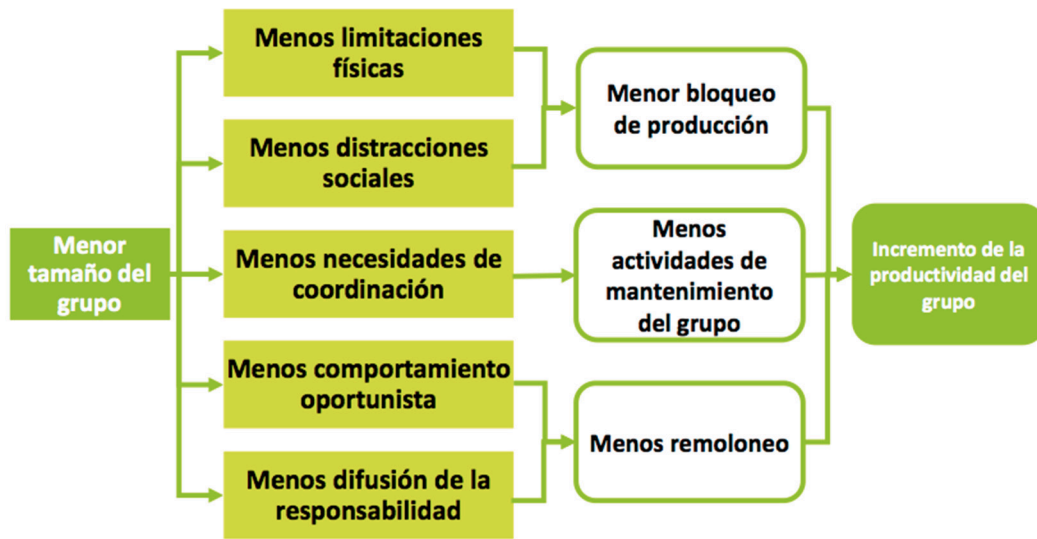 Menor
tamaño del
grupo
Menos limitaciones
físicas
Menos distracciones
sociales
Menos necesidades de
coordinación
Menos comportamiento
oportunista
Menos difusión de la
responsabilidad
Menor bloqueo
de producción
Menos
actividades de
mantenimiento
del grupo
Menos remoloneo
Incremento de la
productividad del
grupo